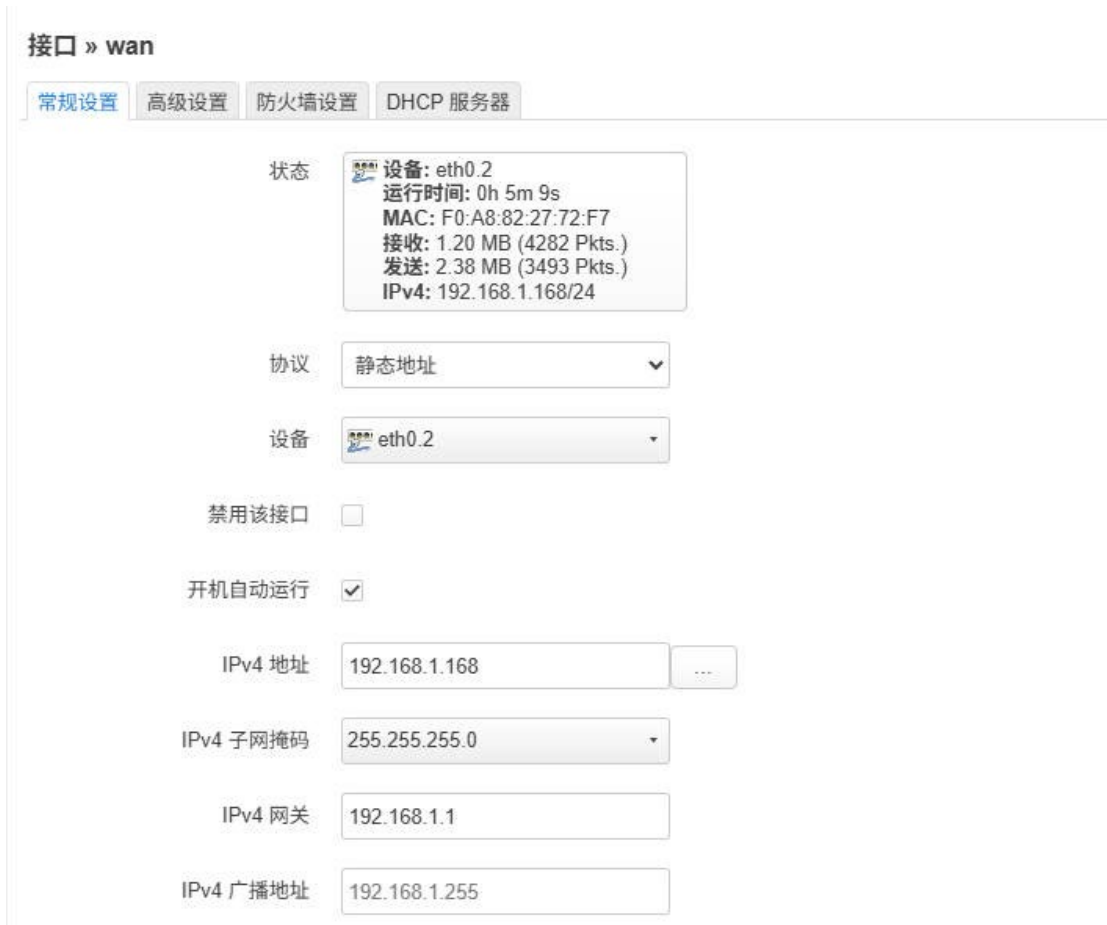 接口 » wan
常规设置 高级设置 防火墙设置 DHCP 服务器
状态
设备: eth0.2
运行时间: 0h 5m 9s
MAC: F0:A8:82:27:72:F7
接收: 1.20 MB (4282 Pkts.)
发送: 2.38 MB (3493 Pkts.)
IPv4: 192.168.1.168/24
协议 静态地址
设备 eth0.2
禁用该接口
开机自动运行
IPv4 地址 192.168.1.168 ...
IPv4 子网掩码 255.255.255.0
IPv4 网关 192.168.1.1
IPv4 广播地址 192.168.1.255